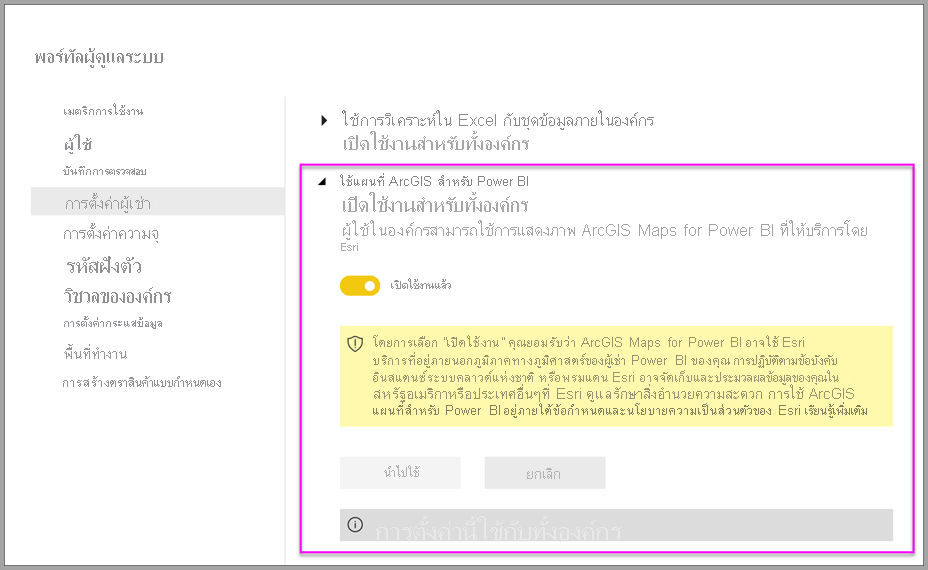 พอร์ทัลผู้ดูแลระบบ
เมตริกการใช้งาน
ผู้ใช้
บันทึกการตรวจสอบ
การตั้งค่าผู้เช่า
การตั้งค่าความจุ
รหัสฝังตัว
วิชวลขององค์กร
การตั้งค่ากระแสข้อมูล
พื้นที่ทำงาน
การสร้างตราสินค้าแบบกำหนดเอง
ใช้การวิเคราะห์ใน Excel กับชุดข้อมูลภายในองค์กร
เปิดใช้งานสำหรับทั้งองค์กร
ใช้แผนที่ ArcGIS สำหรับ Power BI
เปิดใช้งานสำหรับทั้งองค์กร
ผู้ใช้ในองค์กรสามารถใช้การแสดงภาพ ArcGIS Maps for Power BI ที่ให้บริการโดย
Esri
เปิดใช้งานแล้ว
โดยการเลือก "เปิดใช้งาน" คุณยอมรับว่า ArcGIS Maps for Power BI อาจใช้ Esri
บริการที่อยู่ภายนอกภูมิภาคทางภูมิศาสตร์ของผู้เช่า Power BI ของคุณ การปฏิบัติตามข้อบังคับ
อินสแตนซ์ระบบคลาวด์แห่งชาติ หรือพรมแดน Esri อาจจัดเก็บและประมวลผลข้อมูลของคุณใน
สหรัฐอเมริกาหรือประเทศอื่นๆที่ Esri ดูแลรักษาสิ่งอำนวยความสะดวก การใช้ ArcGIS
แผนที่สำหรับ Power BI อยู่ภายใต้ข้อกำหนดและนโยบายความเป็นส่วนตัวของ Esri เรียนรู้เพิ่มเติม
นำไปใช้
ยกเลิก
การตั้งค่านี้ใช้กับทั้งองค์กร